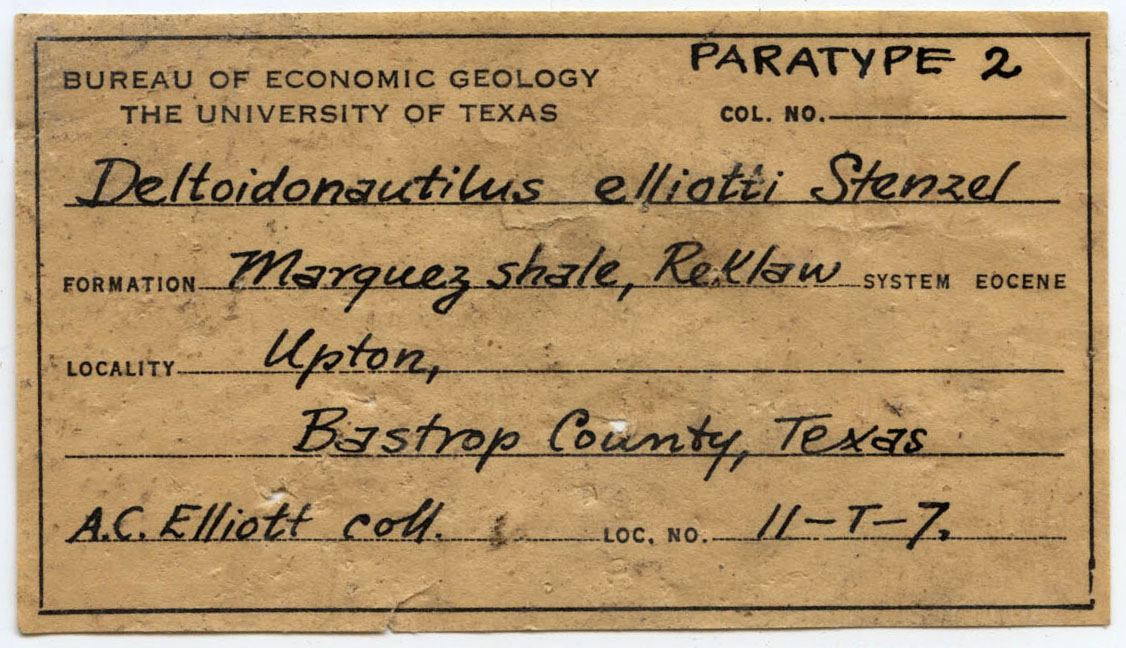 PARATYPE 2
BUREAU OF ECONOMIC GEOLOGY
THE UNIVERSITY OF TEXAS
COL. NO.
Deltoidonautilus elliotti Stenzel
FORMATION Marquez shale, Reklaw SYSTEM EOCENE
LOCALITY Upton,
Bastrop County, Texas
A.C. Elliott coll. LOC. NO. 11-T-7.